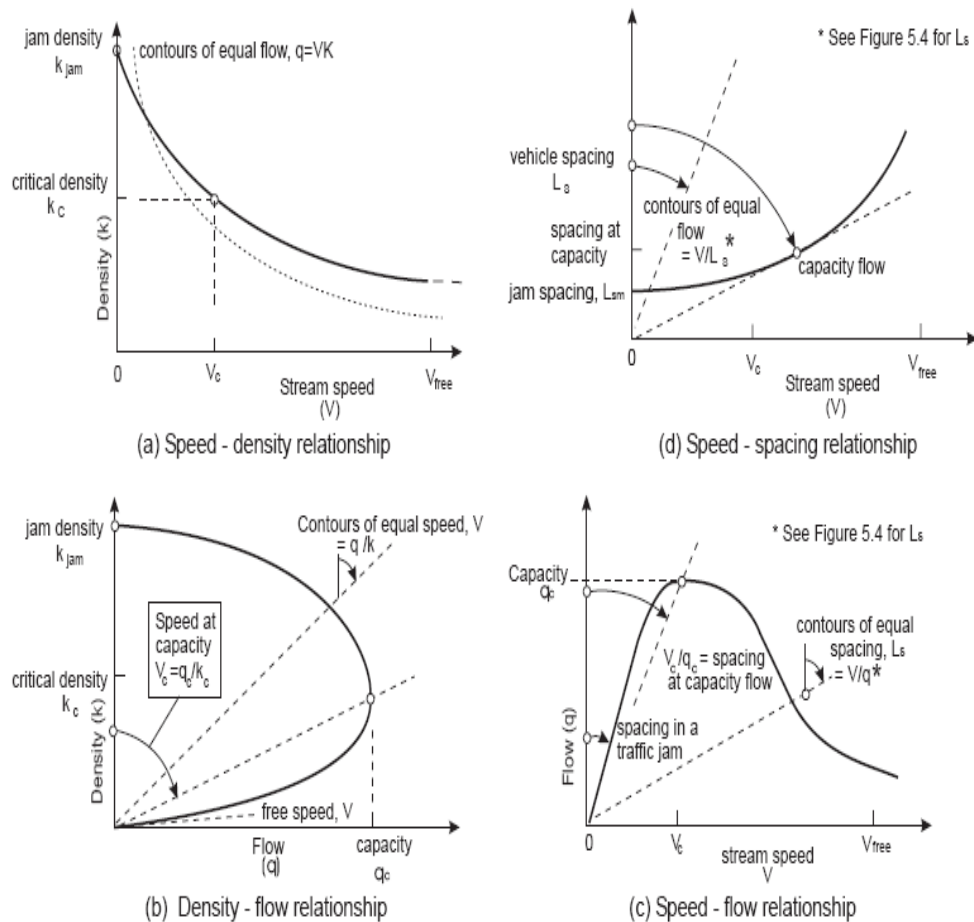 jam density
k jam
contours of equal flow, q=VK
critical density
k c
Density (k)
0
Vc
Vfree
Stream speed
(V)
(a) Speed - density relationship
* See Figure 5.4 for Ls
vehicle spacing
L a
contours of equal
flow
= V/L a*
spacing at
capacity
capacity flow
jam spacing, Lsm
0
Vc
Vfree
Stream speed
(V)
(d) Speed - spacing relationship
jam density
k jam
Contours of equal speed, V
= q /k
Speed at
capacity
Vc=qc/kc
critical density
k c
Density (k)
free speed, V
0
Flow
(q)
capacity
qc
(b) Density - flow relationship
* See Figure 5.4 for Ls
Capacity
qc
contours of equal
spacing, Ls
= V/q*
Vc/qc = spacing
at capacity flow
spacing in a
traffic jam
Flow (q)
0
Vc
Vfree
stream speed
V
(c) Speed - flow relationship